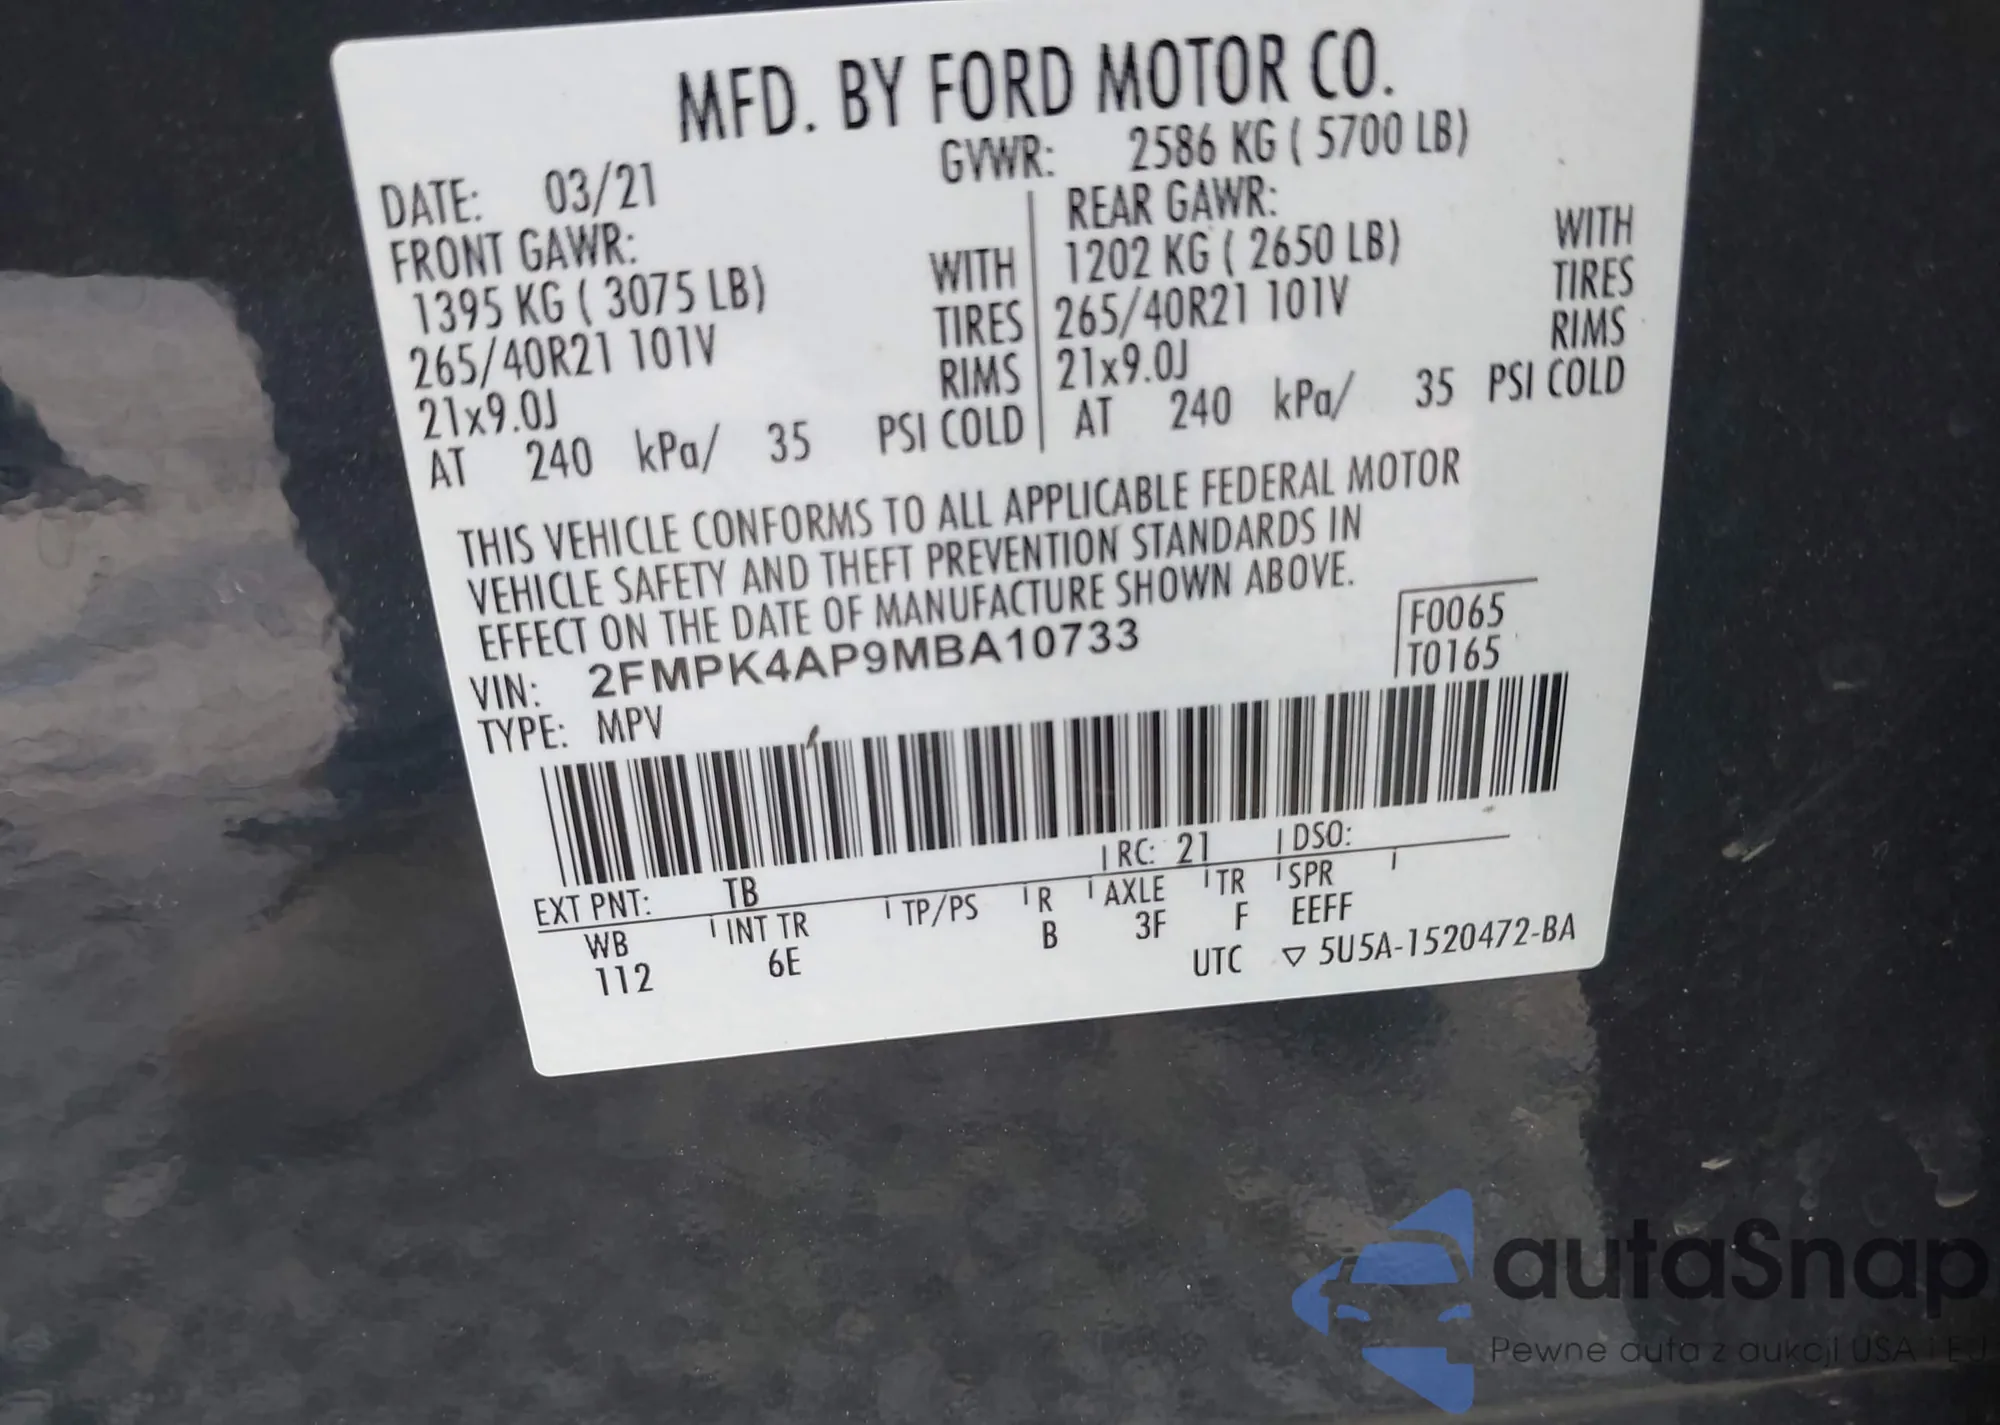 MFD. BY FORD MOTOR CO.
DATE: 03/21 GVWR: 2586 KG ( 5700 LB)
FRONT GAWR: REAR GAWR:
1395 KG ( 3075 LB) WITH 1202 KG ( 2650 LB) WITH
265/40R21 101V TIRES 265/40R21 101V TIRES
21x9.0J RIMS 21x9.0J RIMS
AT 240 kPa/ 35 PSI COLD AT 240 kPa/ 35 PSI COLD
THIS VEHICLE CONFORMS TO ALL APPLICABLE FEDERAL MOTOR
VEHICLE SAFETY AND THEFT PREVENTION STANDARDS IN
EFFECT ON THE DATE OF MANUFACTURE SHOWN ABOVE.
F0065
VIN: 2FMPK4AP9MBA10733 T0165
TYPE: MPV
EXT PNT: TB RC: 21 DSO:
WB INT TR TP/PS R AXLE TR SPR
112 6E B 3F F EEFF
UTC ▽ 5U5A-1520472-BA
autaSnap
Pewne auta z aukcji USA i EU